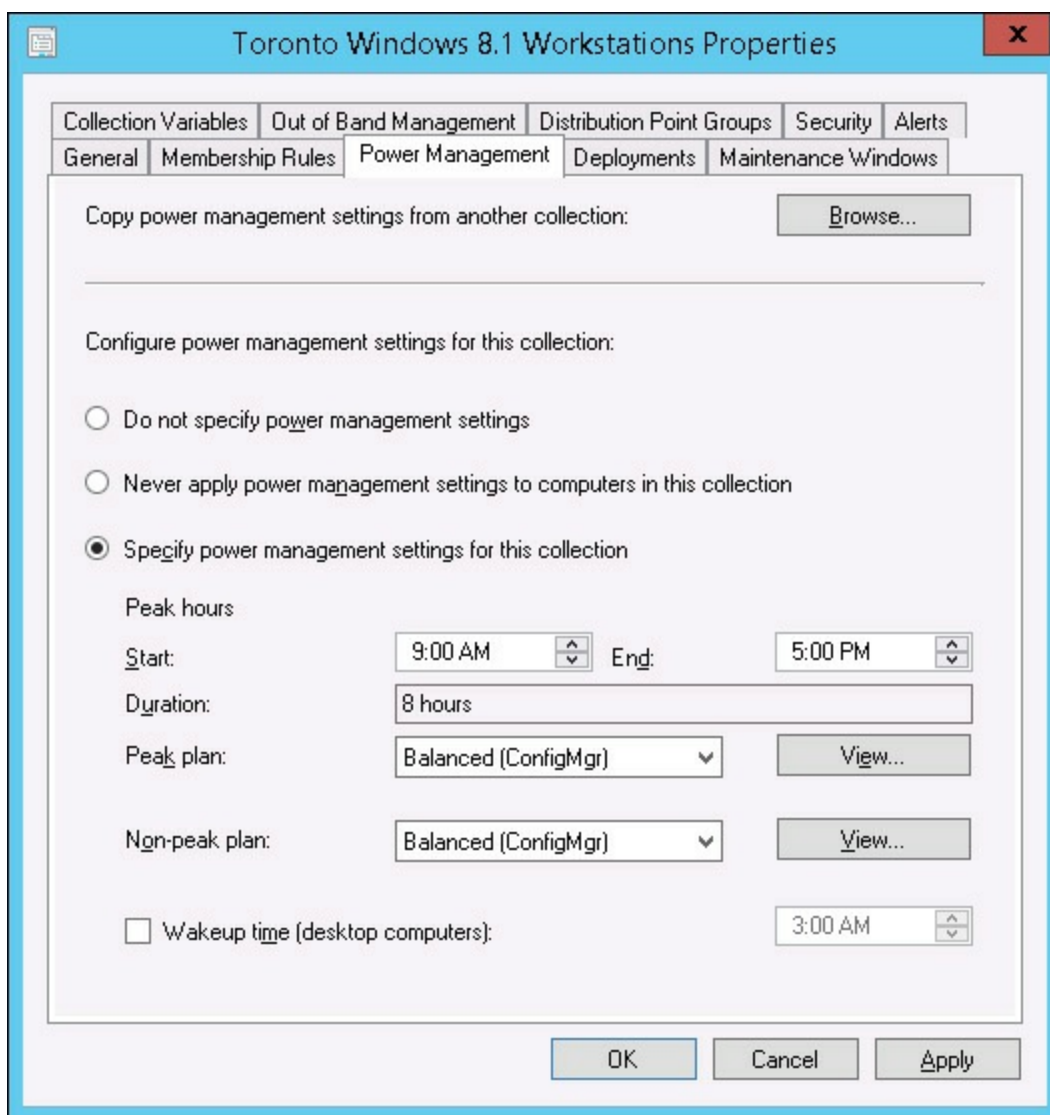 Toronto Windows 8.1 Workstations Properties
x
Collection Variables Out of Band Management Distribution Point Groups Security Alerts
General Membership Rules Power Management Deployments Maintenance Windows
Copy power management settings from another collection: Browse...
Configure power management settings for this collection:
Do not specify power management settings
Never apply power management settings to computers in this collection
Specify power management settings for this collection
Peak hours
Start: 9:00 AM End: 5:00 PM
Duration: 8 hours
Peak plan: Balanced (ConfigMgr) View...
Non-peak plan: Balanced (ConfigMgr) View...
Wakeup time (desktop computers): 3:00 AM
OK Cancel Apply